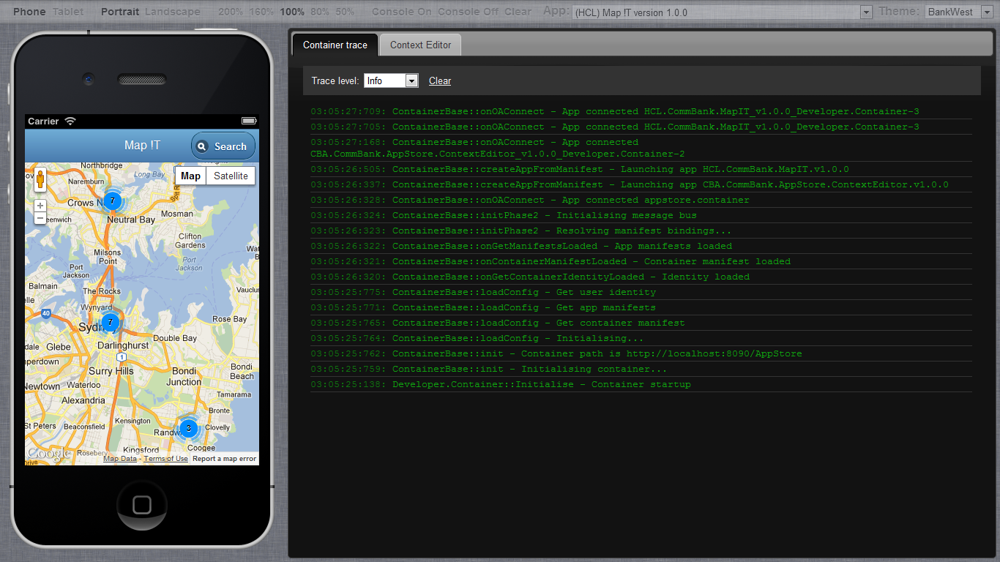 Phone Tablet Portrait Landscape 200% 160% 100% 80% 50% Console On Console Off Clear App: (HCL) Map !T version 1.0.0 Theme: BankWest
Carrier
Map !T Search
Map Satellite
Northbridge
Long Bay
Naremburn
Spit R
Crows N
7
Mosman
Neutral Bay
Clifton
Gardens
Milsons
Point
Port
Jackson
Port
Jackson
Balmain
The Rocks
Vauclus
Wynyard
40
7
Rose Bay
Sydney
Double Bay
Glebe
Darlinghurst
1
Surry Hills
Bondi
Beach
Bondi
Junction
Newtown
Waterloo
Tamarama
Alexandria
Bronte
St Peters
Beaconsfield
Kensington
3
Clovelly
Randw
Coogee
Kingsford
Rosebery
Google
Drive
Map Data - Terms of Use Report a map error
Container trace Context Editor
Trace level: Info Clear
03:05:27:709: ContainerBase::onOAConnect - App connected HCL.CommBank.MapIT_v1.0.0_Developer.Container-3
03:05:27:705: ContainerBase::onOAConnect - App connected HCL.CommBank.MapIT_v1.0.0_Developer.Container-3
03:05:27:168: ContainerBase::onOAConnect - App connected
CBA.CommBank.AppStore.ContextEditor_v1.0.0_Developer.Container-2
03:05:26:505: ContainerBase::createAppFromManifest - Launching app HCL.CommBank.MapIT.v1.0.0
03:05:26:337: ContainerBase::createAppFromManifest - Launching app CBA.CommBank.AppStore.ContextEditor.v1.0.0
03:05:26:328: ContainerBase::onOAConnect - App connected appstore.container
03:05:26:324: ContainerBase::initPhase2 - Initialising message bus
03:05:26:323: ContainerBase::initPhase2 - Resolving manifest bindings...
03:05:26:322: ContainerBase::onGetManifestsLoaded - App manifests loaded
03:05:26:321: ContainerBase::onContainerManifestLoaded - Container manifest loaded
03:05:26:320: ContainerBase::onGetContainerIdentityLoaded - Identity loaded
03:05:25:775: ContainerBase::loadConfig - Get user identity
03:05:25:771: ContainerBase::loadConfig - Get app manifests
03:05:25:765: ContainerBase::loadConfig - Get container manifest
03:05:25:764: ContainerBase::loadConfig - Initialising...
03:05:25:762: ContainerBase::init - Container path is http://localhost:8090/AppStore
03:05:25:759: ContainerBase::init - Initialising container...
03:05:25:138: Developer.Container::Initialise - Container startup